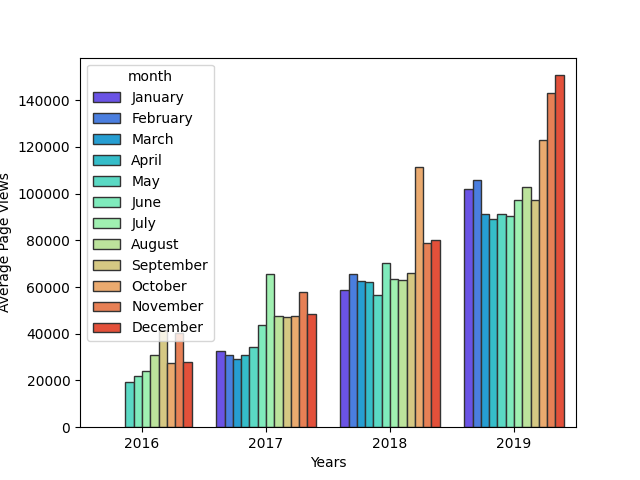 month
January
February
March
April
May
June
July
August
September
October
November
December
140000
120000
100000
80000
60000
40000
20000
0
Average Page Views
2016 2017 2018 2019
Years